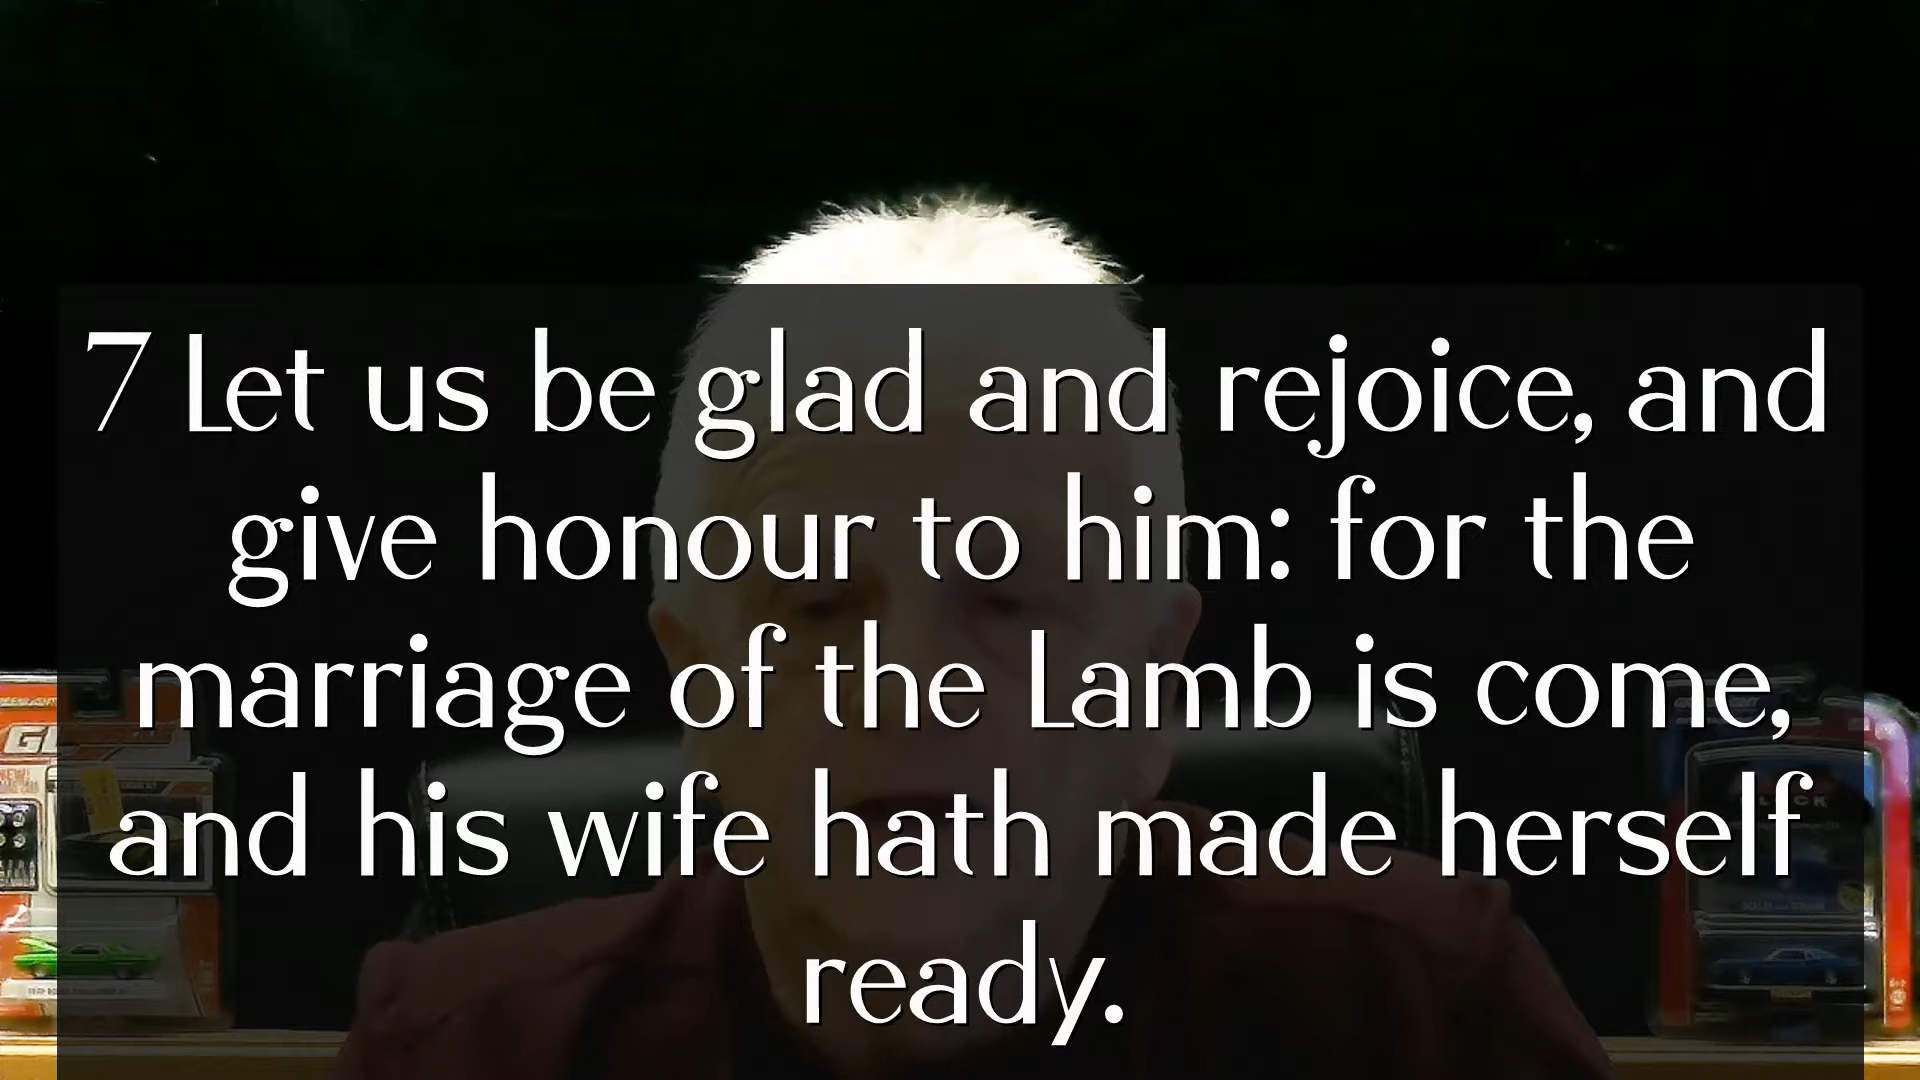 7 Let us be glad and rejoice, and
give honour to him: for the
marriage of the Lamb is come,
and his wife hath made herself
ready.